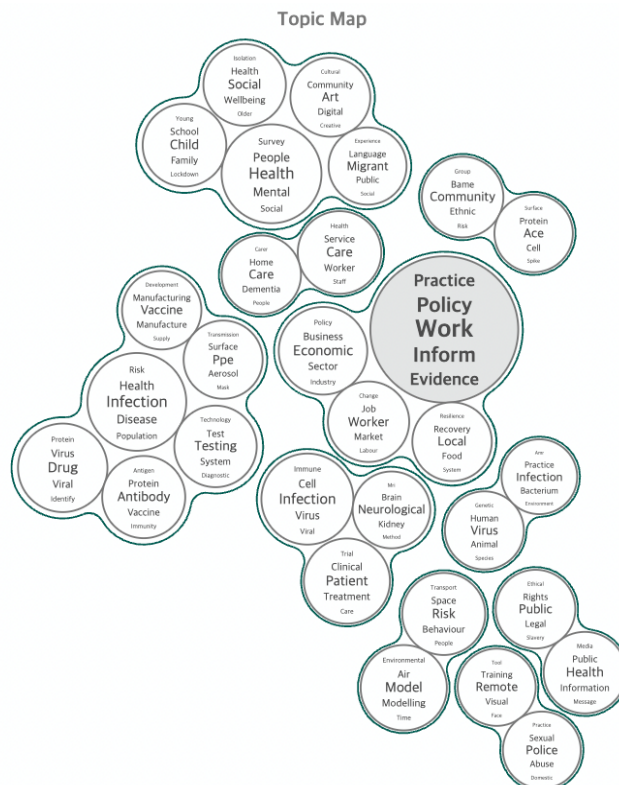 Topic Map
Isolation
Health
Social
Wellbeing
Older
Cultural
Community
Art
Digital
Creative
Young
School
Child
Family
Lockdown
Survey
People
Health
Mental
Social
Experience
Language
Migrant
Public
Social
Group
Bame
Community
Ethnic
Risk
Surface
Protein
Ace
Cell
Spike
Carer
Home
Care
Dementia
People
Health
Service
Care
Worker
Staff
Practice
Policy
Work
Inform
Evidence
Policy
Business
Economic
Sector
Industry
Change
Job
Worker
Market
Labour
Resilience
Recovery
Local
Food
System
Development
Manufacturing
Vaccine
Manufacture
Supply
Transmission
Surface
Ppe
Aerosol
Mask
Risk
Health
Infection
Disease
Population
Technology
Test
Testing
System
Diagnostic
Protein
Virus
Drug
Viral
Identify
Antigen
Protein
Antibody
Vaccine
Immunity
Immune
Cell
Infection
Virus
Viral
Mri
Brain
Neurological
Kidney
Method
Trial
Clinical
Patient
Treatment
Care
Amr
Practice
Infection
Bacterium
Environment
Genetic
Human
Virus
Animal
Species
Transport
Space
Risk
Behaviour
People
Environmental
Air
Model
Modelling
Time
Ethical
Rights
Public
Legal
Slavery
Media
Public
Health
Information
Message
Tool
Training
Remote
Visual
Face
Practice
Sexual
Police
Abuse
Domestic